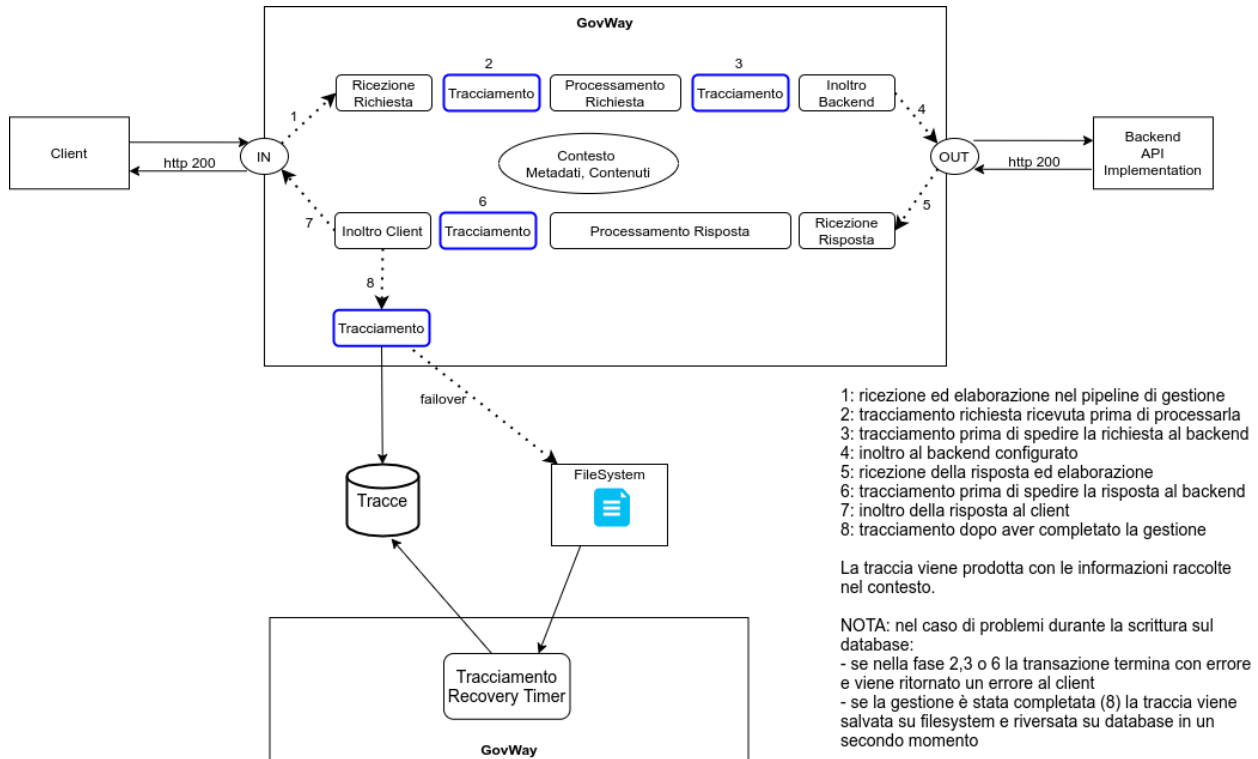 GovWay
2
3
Ricezione
Richiesta
Tracciamento
Processamento
Richiesta
Tracciamento
Inoltro
Backend
1
4
Client
http 200
IN
Contesto
Metadati, Contenuti
OUT
http 200
Backend
API
Implementation
7
6
5
Inoltro Client
Tracciamento
Processamento Risposta
Ricezione
Risposta
8
Tracciamento
failover
Tracce
FileSystem
1: ricezione ed elaborazione nel pipeline di gestione
2: tracciamento richiesta ricevuta prima di processarla
3: tracciamento prima di spedire la richiesta al backend
4: inoltro al backend configurato
5: ricezione della risposta ed elaborazione
6: tracciamento prima di spedire la risposta al backend
7: inoltro della risposta al client
8: tracciamento dopo aver completato la gestione
La traccia viene prodotta con le informazioni raccolte
nel contesto.
NOTA: nel caso di problemi durante la scrittura sul
database:
- se nella fase 2,3 o 6 la transazione termina con errore
e viene ritornato un errore al client
- se la gestione è stata completata (8) la traccia viene
salvata su filesystem e riversata su database in un
secondo momento
Tracciamento
Recovery Timer
GovWay